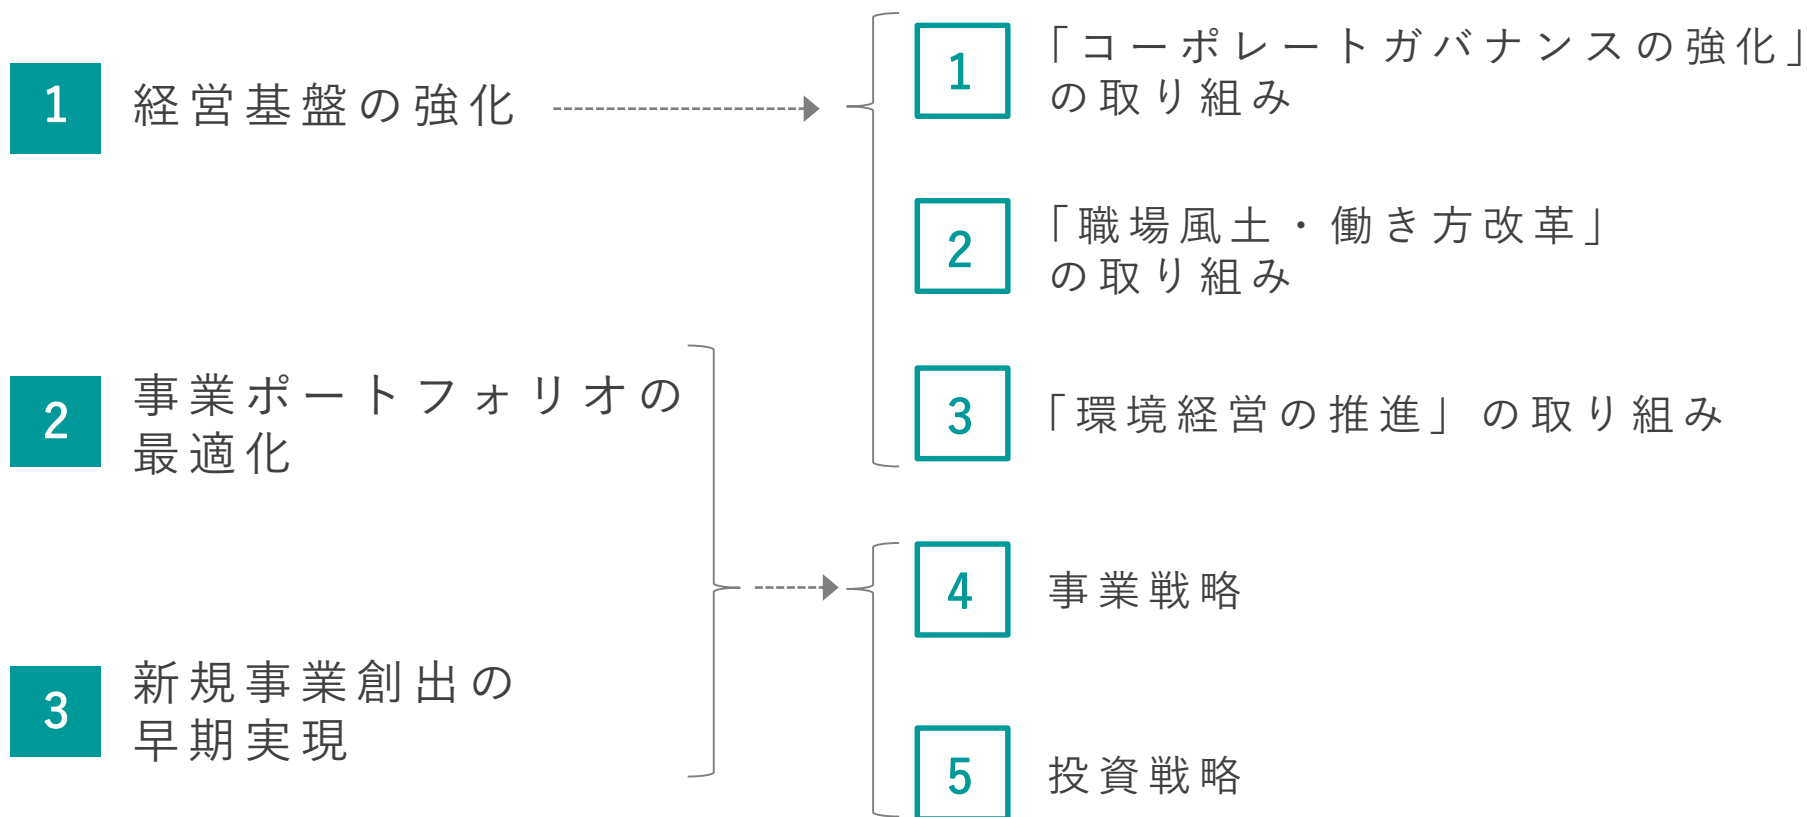 1
経営基盤の強化
2
事業ポートフォリオの
最適化
3
新規事業創出の
早期実現
1
「コーポレートガバナンスの強化」
の取り組み
2
「職場風土・働き方改革」
の取り組み
3
「環境経営の推進」の取り組み
4
事業戦略
5
投資戦略